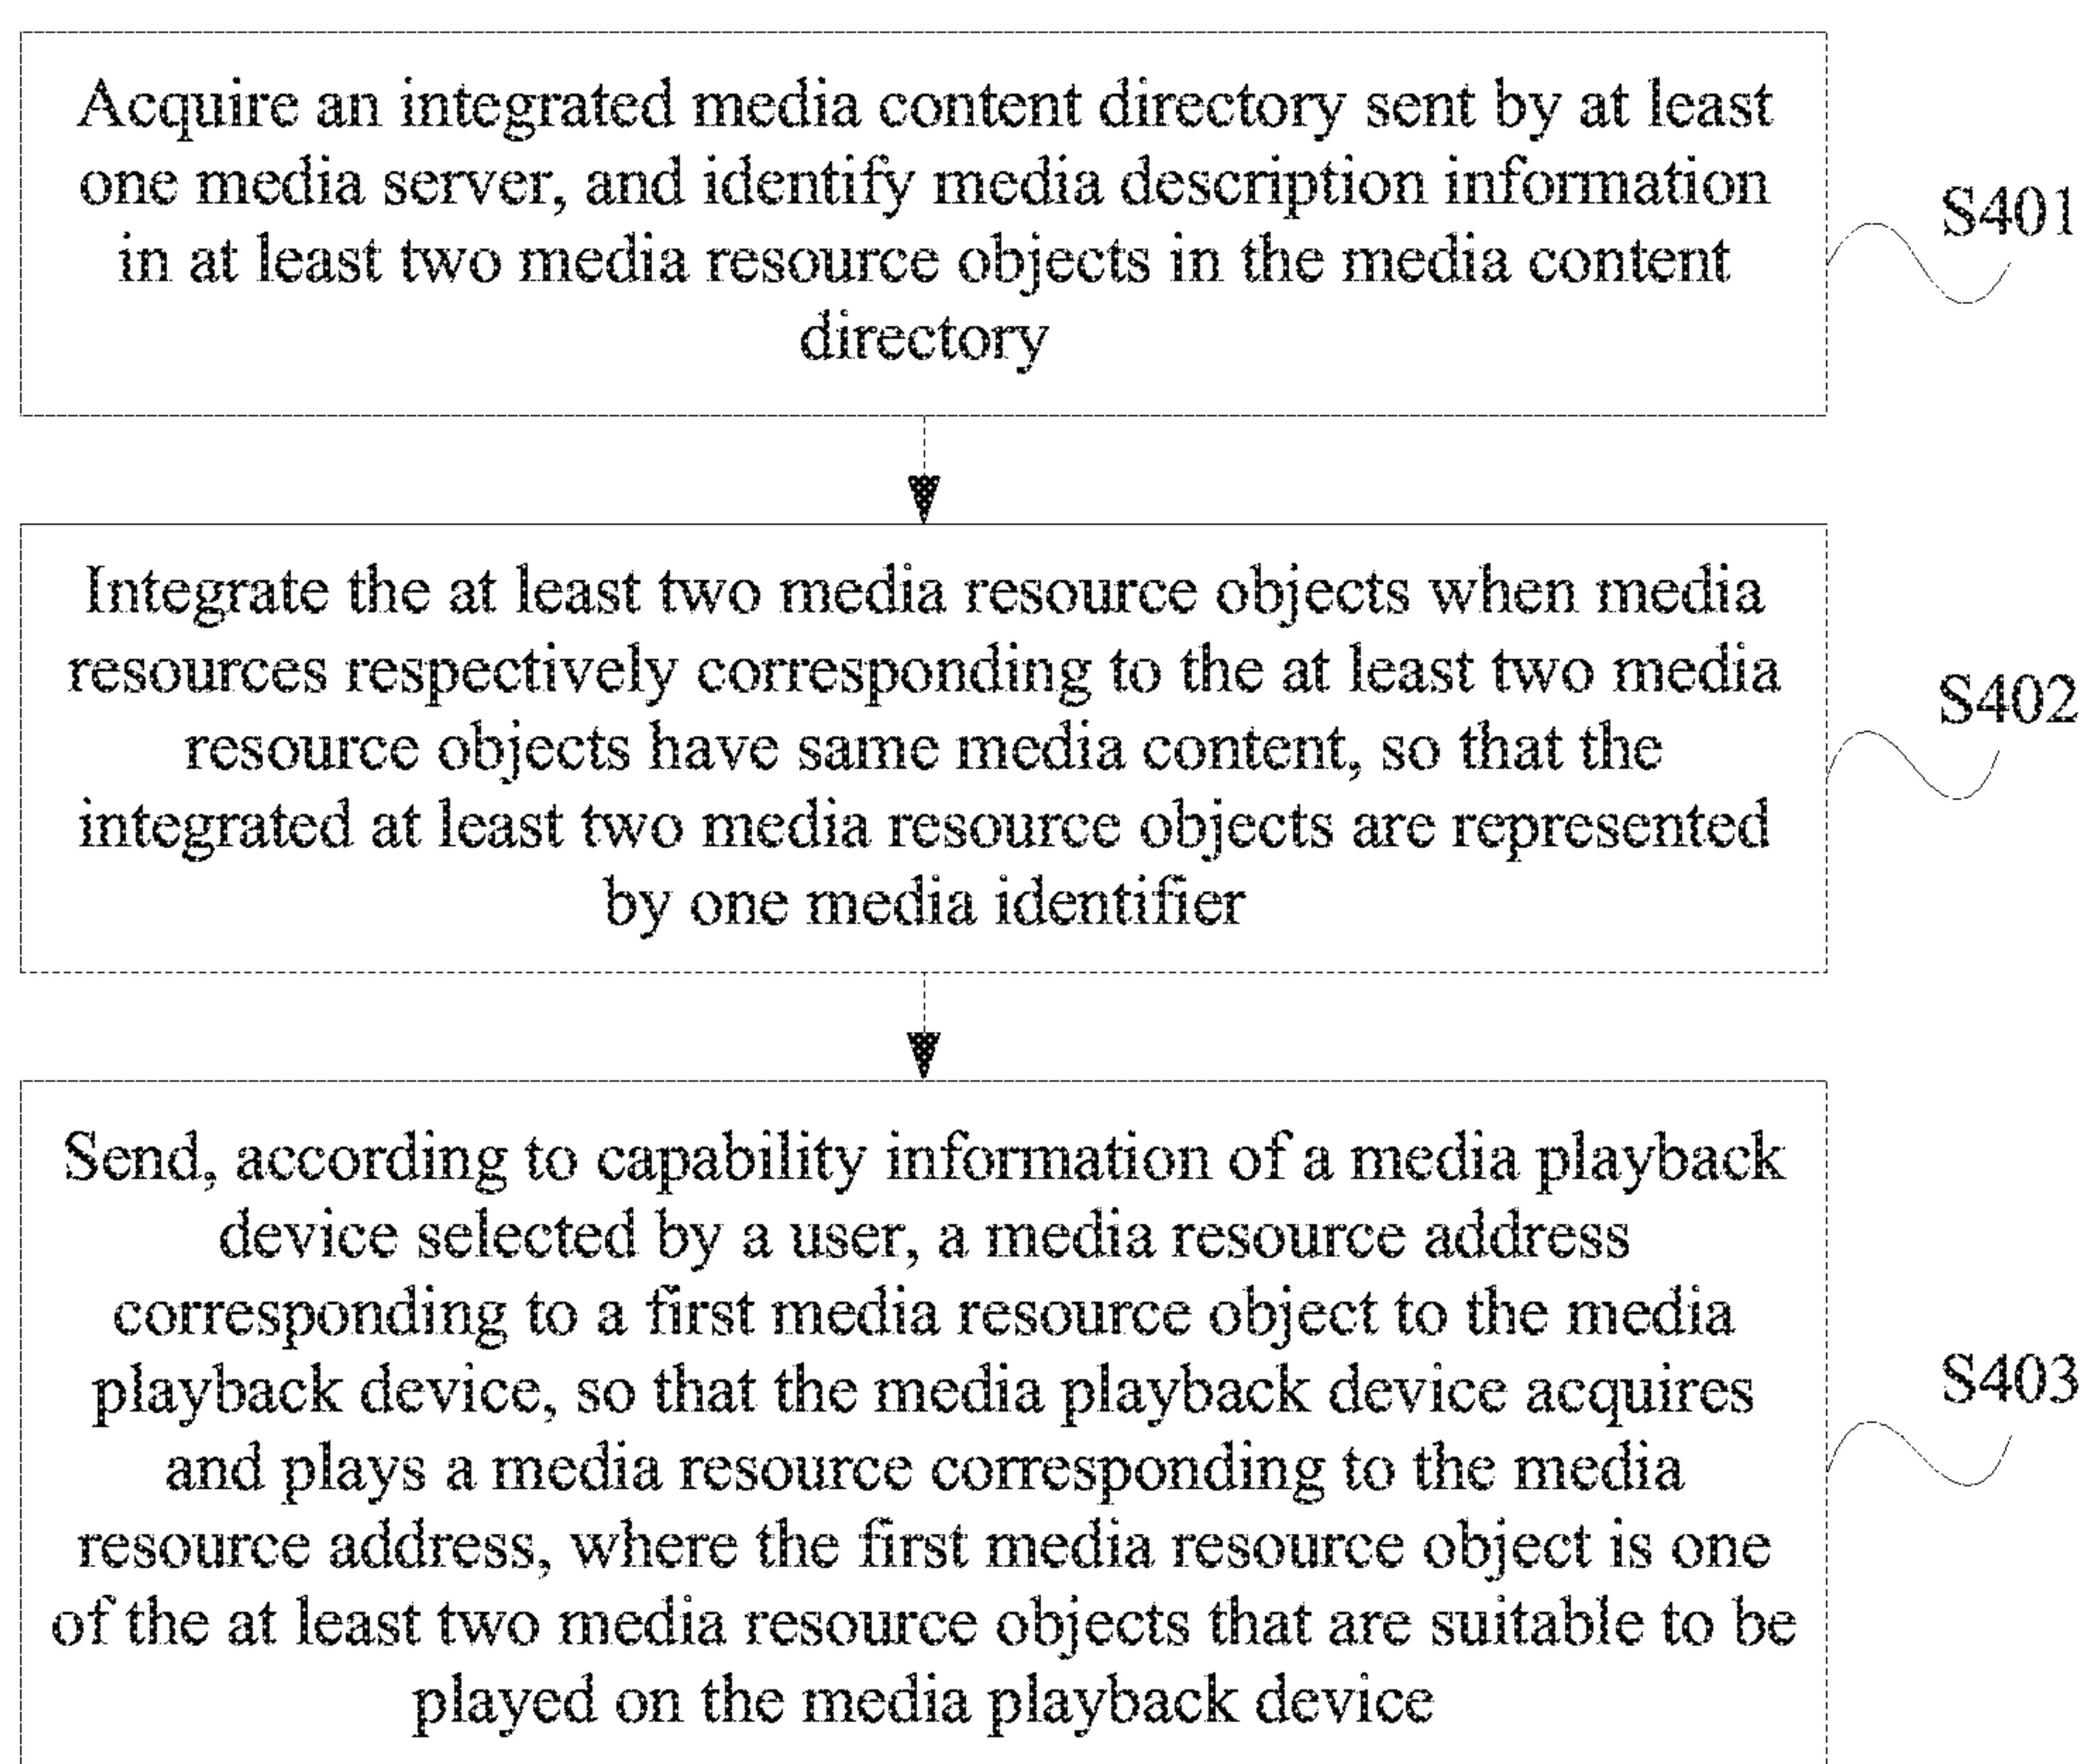 Acquire an integrated media content directory sent by at least
one media server, and identify media description information
in at least two media resource objects in the media content
directory
S401
Integrate the at least two media resource objects when media
resources respectively corresponding to the at least two media
resource objects have same media content, so that the
integrated at least two media resource objects are represented
by one media identifier
S402
Send, according to capability information of a media playback
device selected by a user, a media resource address
corresponding to a first media resource object to the media
playback device, so that the media playback device acquires
and plays a media resource corresponding to the media
resource address, where the first media resource object is one
of the at least two media resource objects that are suitable to be
played on the media playback device
S403